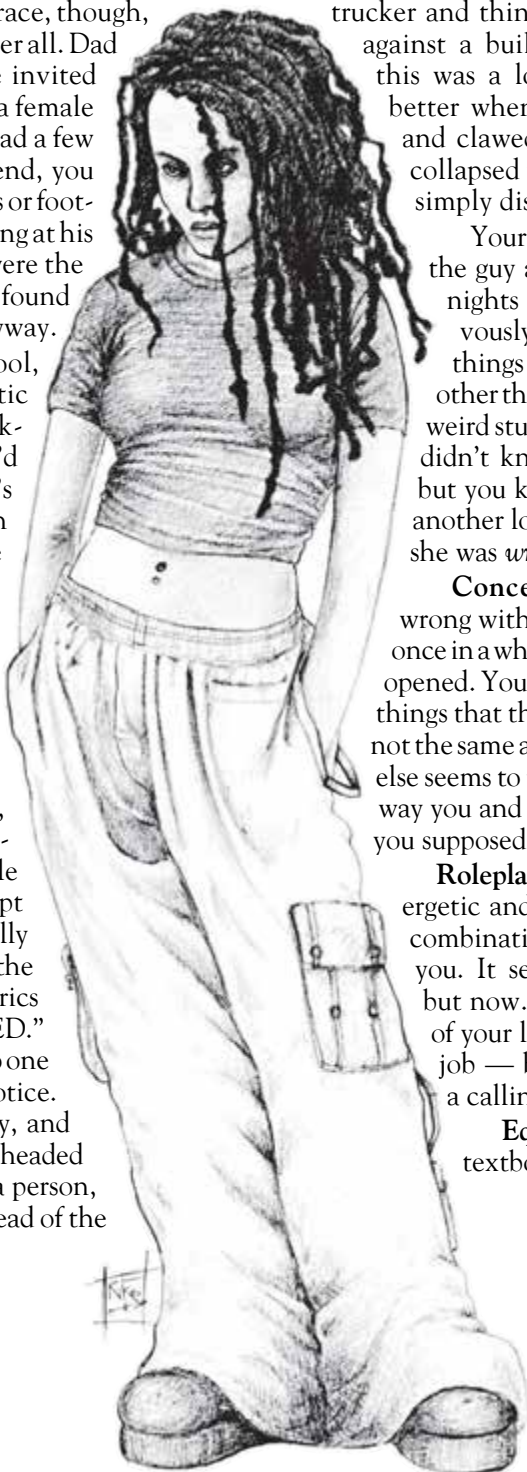 race, though,
er all. Dad
e invited
a female
ad a few
end, you
s or foot-
ng at his
vere the
found
yway.
ool,
tic
k-
’d
’s
n
e
,
-
le
pt
lly
the
rics
ED.”
o one
otice.
y, and
headed
a person,
ead of the
trucker and thin
against a buil
this was a lo
better when
and clawed
collapsed
simply dis
Your
the guy a
nights
vously
things
other th
weird stu
didn’t kn
but you k
another lo
she was w
Conce
wrong with
once in a wh
opened. You
things that th
not the same a
else seems to
way you and
you supposed
Rolepla
ergetic and
combinati
you. It se
but now.
of your l
job — b
a callin
Eq
textbo